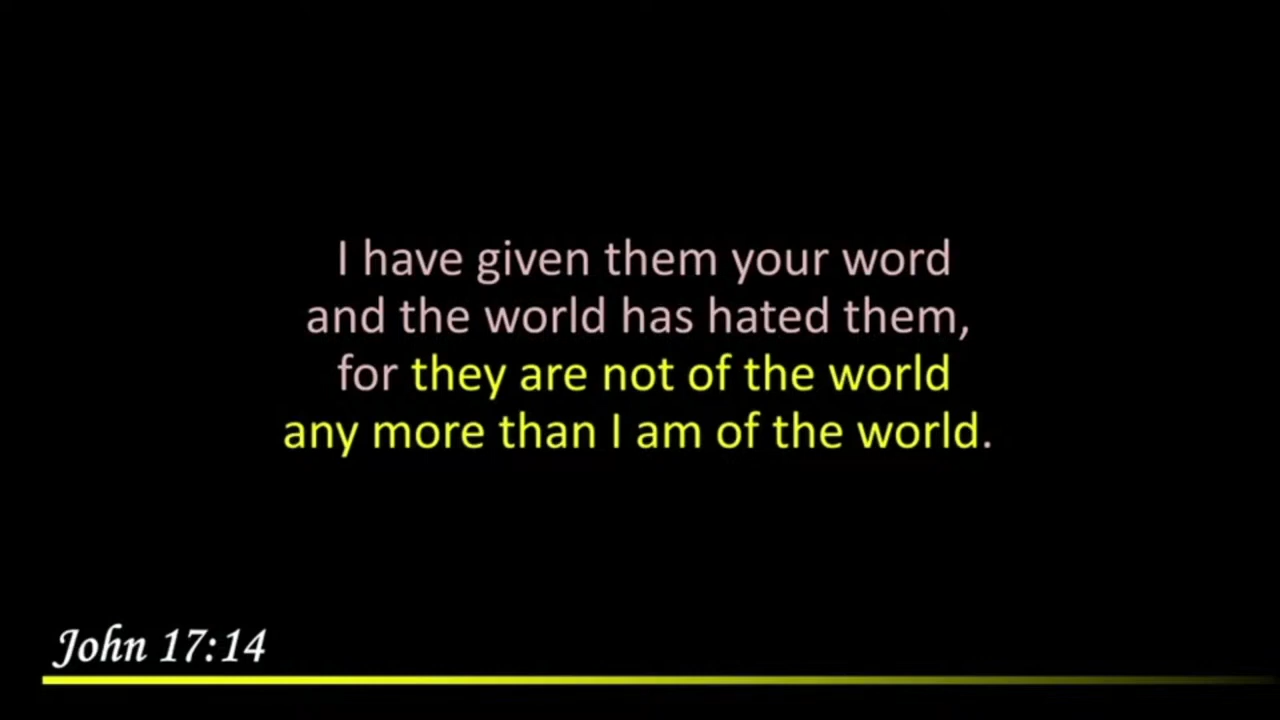 I have given them your word
and the world has hated them,
for they are not of the world
any more than I am of the world.
John 17:14